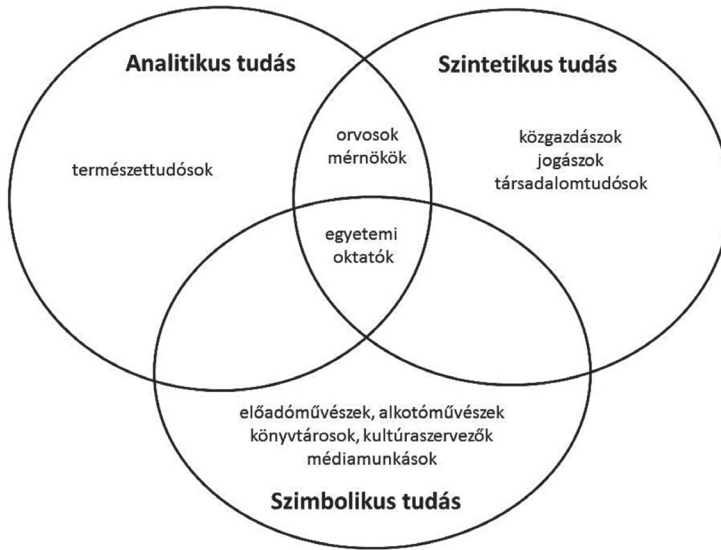 Analitikus tudás
Szintetikus tudás
orvosok
mérnökök
természettudósok
közgazdászok
jogászok
társadalomtudósok
egyetemi
oktatók
előadóművészek, alkotóművészek
könyvtárosok, kultúraszervezők
médiamunkások
Szimbolikus tudás